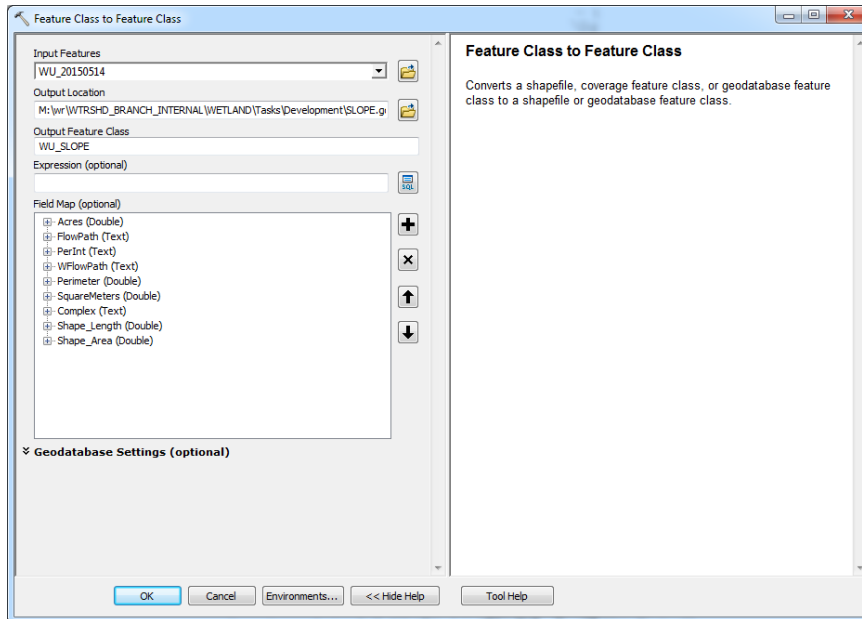 Feature Class to Feature Class
Input Features
WU_20150514
Output Location
M:\wr\WTRSHD_BRANCH_INTERNAL\WETLAND\Tasks\Development\SLOPE.g
Output Feature Class
WU_SLOPE
Expression (optional)
SQL
Field Map (optional)
Acres (Double)
FlowPath (Text)
PerInt (Text)
WFlowPath (Text)
Perimeter (Double)
SquareMeters (Double)
Complex (Text)
Shape_Length (Double)
Shape_Area (Double)
Geodatabase Settings (optional)
OK
Cancel
Environments...
<< Hide Help
Feature Class to Feature Class
Converts a shapefile, coverage feature class, or geodatabase feature
class to a shapefile or geodatabase feature class.
Tool Help